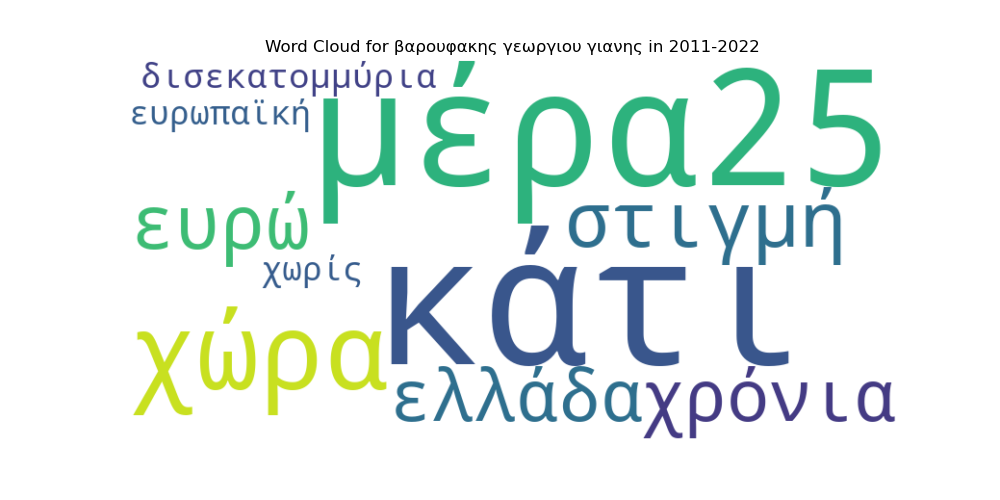 Word Cloud for βαρουφακης γεωργιου γιανης in 2011-2022
δισεκατομμύρια
ευρωπαϊκή
μέρα25
ευρώ
στιγμή
χωρίς
κάτι
χώρα
ελλάδα
χρόνια